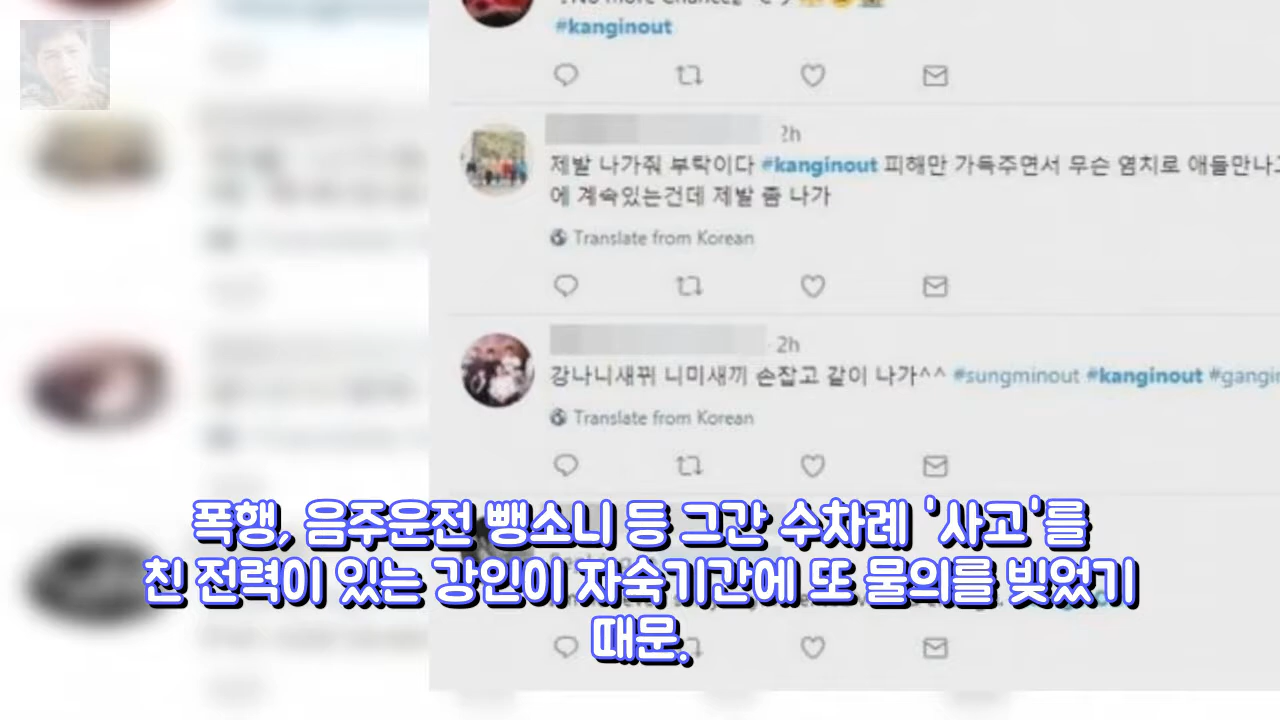 #kanginout
2h
제발 나가줘 부탁이다 #kanginout 피해만 가득주면서 무슨 염치로 애들만나고
에 계속있는건데 제발 좀 나가
Translate from Korean
2h
강나니새뀌 니미새끼 손잡고 같이 나가^^ #sungminout #kanginout #gangin
Translate from Korean
폭행, 음주운전 뺑소니 등 그간 수차례 '사고'를
친 전력이 있는 강인이 자숙기간에 또 물의를 빚었기
때문.